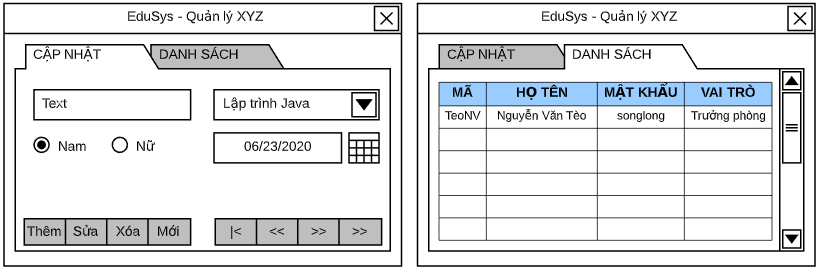 EduSys - Quản lý XYZ
CẬP NHẬT DANH SÁCH
Text Lập trình Java
Nam Nữ 06/23/2020
Thêm Sửa Xóa Mới |< << >> >>
EduSys - Quản lý XYZ
CẬP NHẬT DANH SÁCH
MÃ HỌ TÊN MẬT KHẨU VAI TRÒ
TeoNV Nguyễn Văn Tèo songlong Trưởng phòng